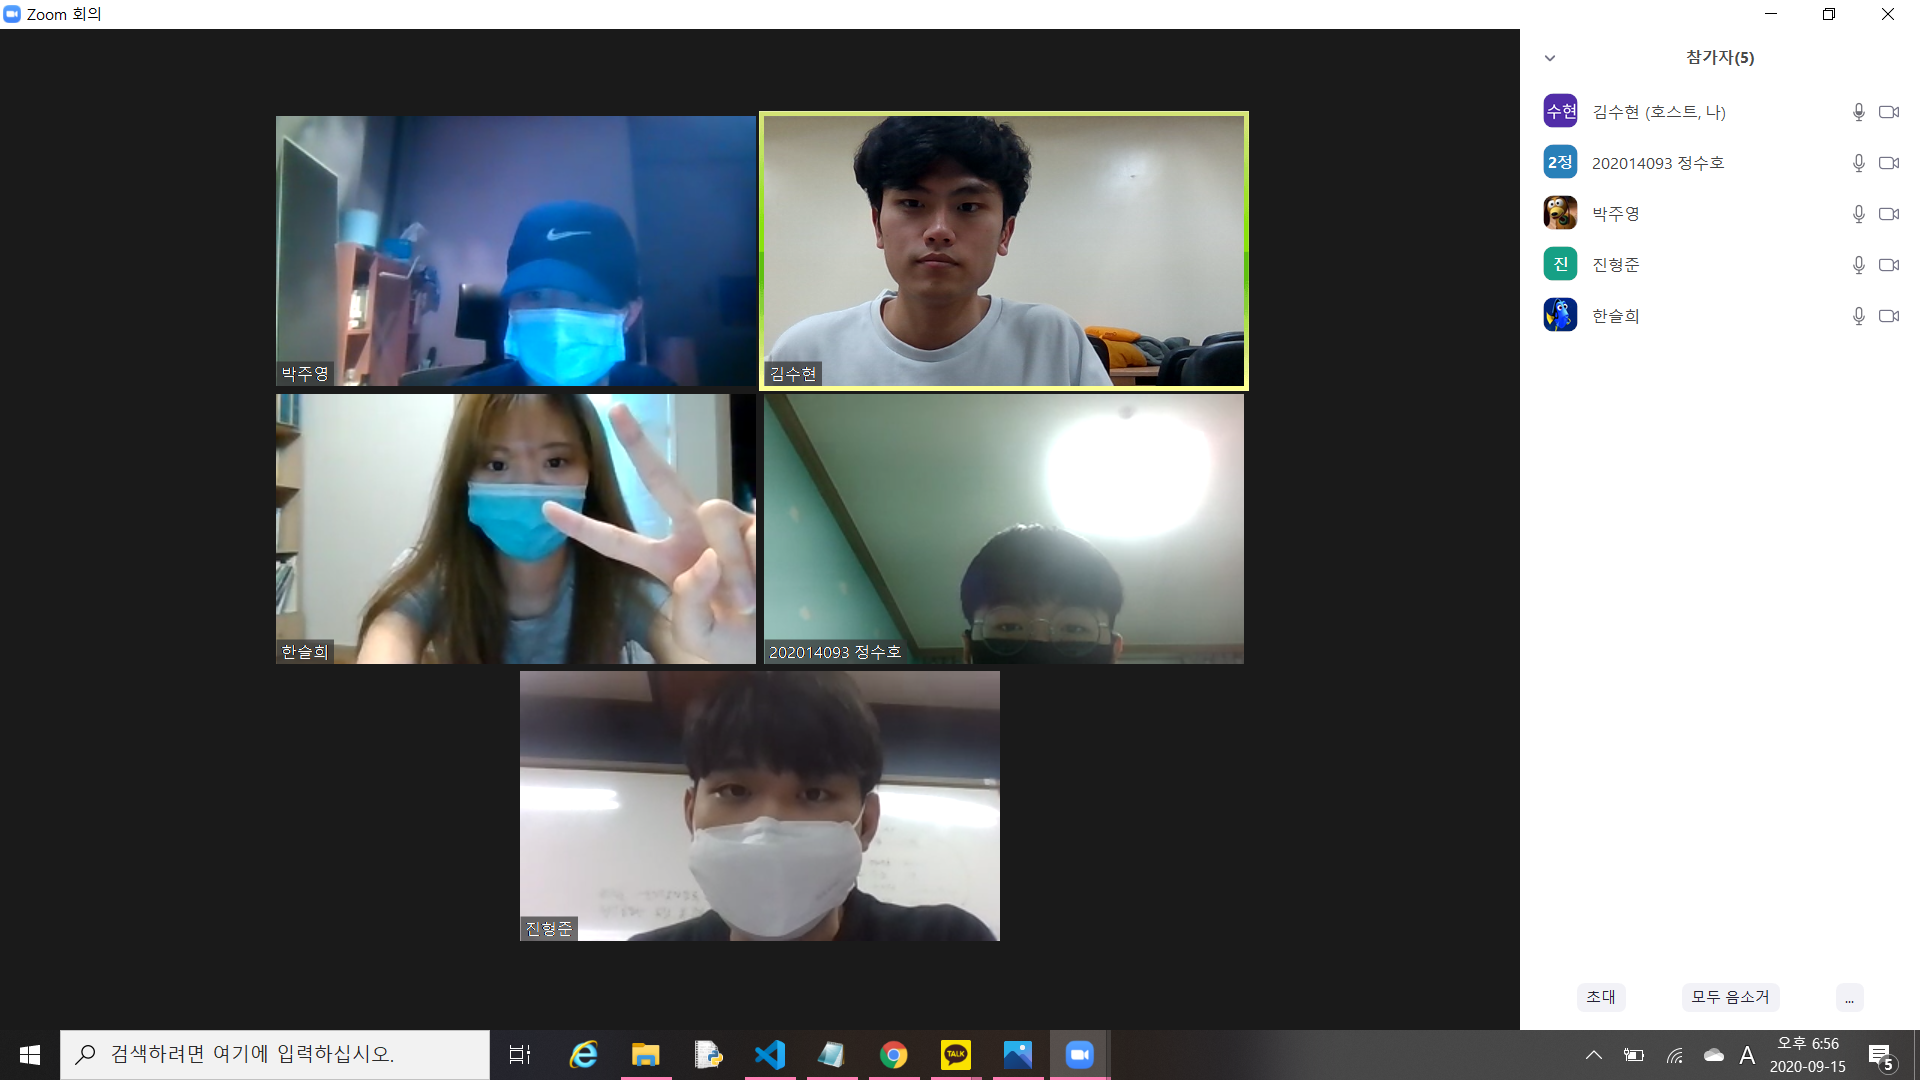 Zoom 회의
참가자(5)
수현 김수현 (호스트, 나)
2정 202014093 정수호
박주영
진 진형준
한슬희
박주영
김수현
한슬희
202014093 정수호
진형준
초대
모두 음소거
...
검색하려면 여기에 입력하십시오.
TALK
A
오후 6:56
2020-09-15
5